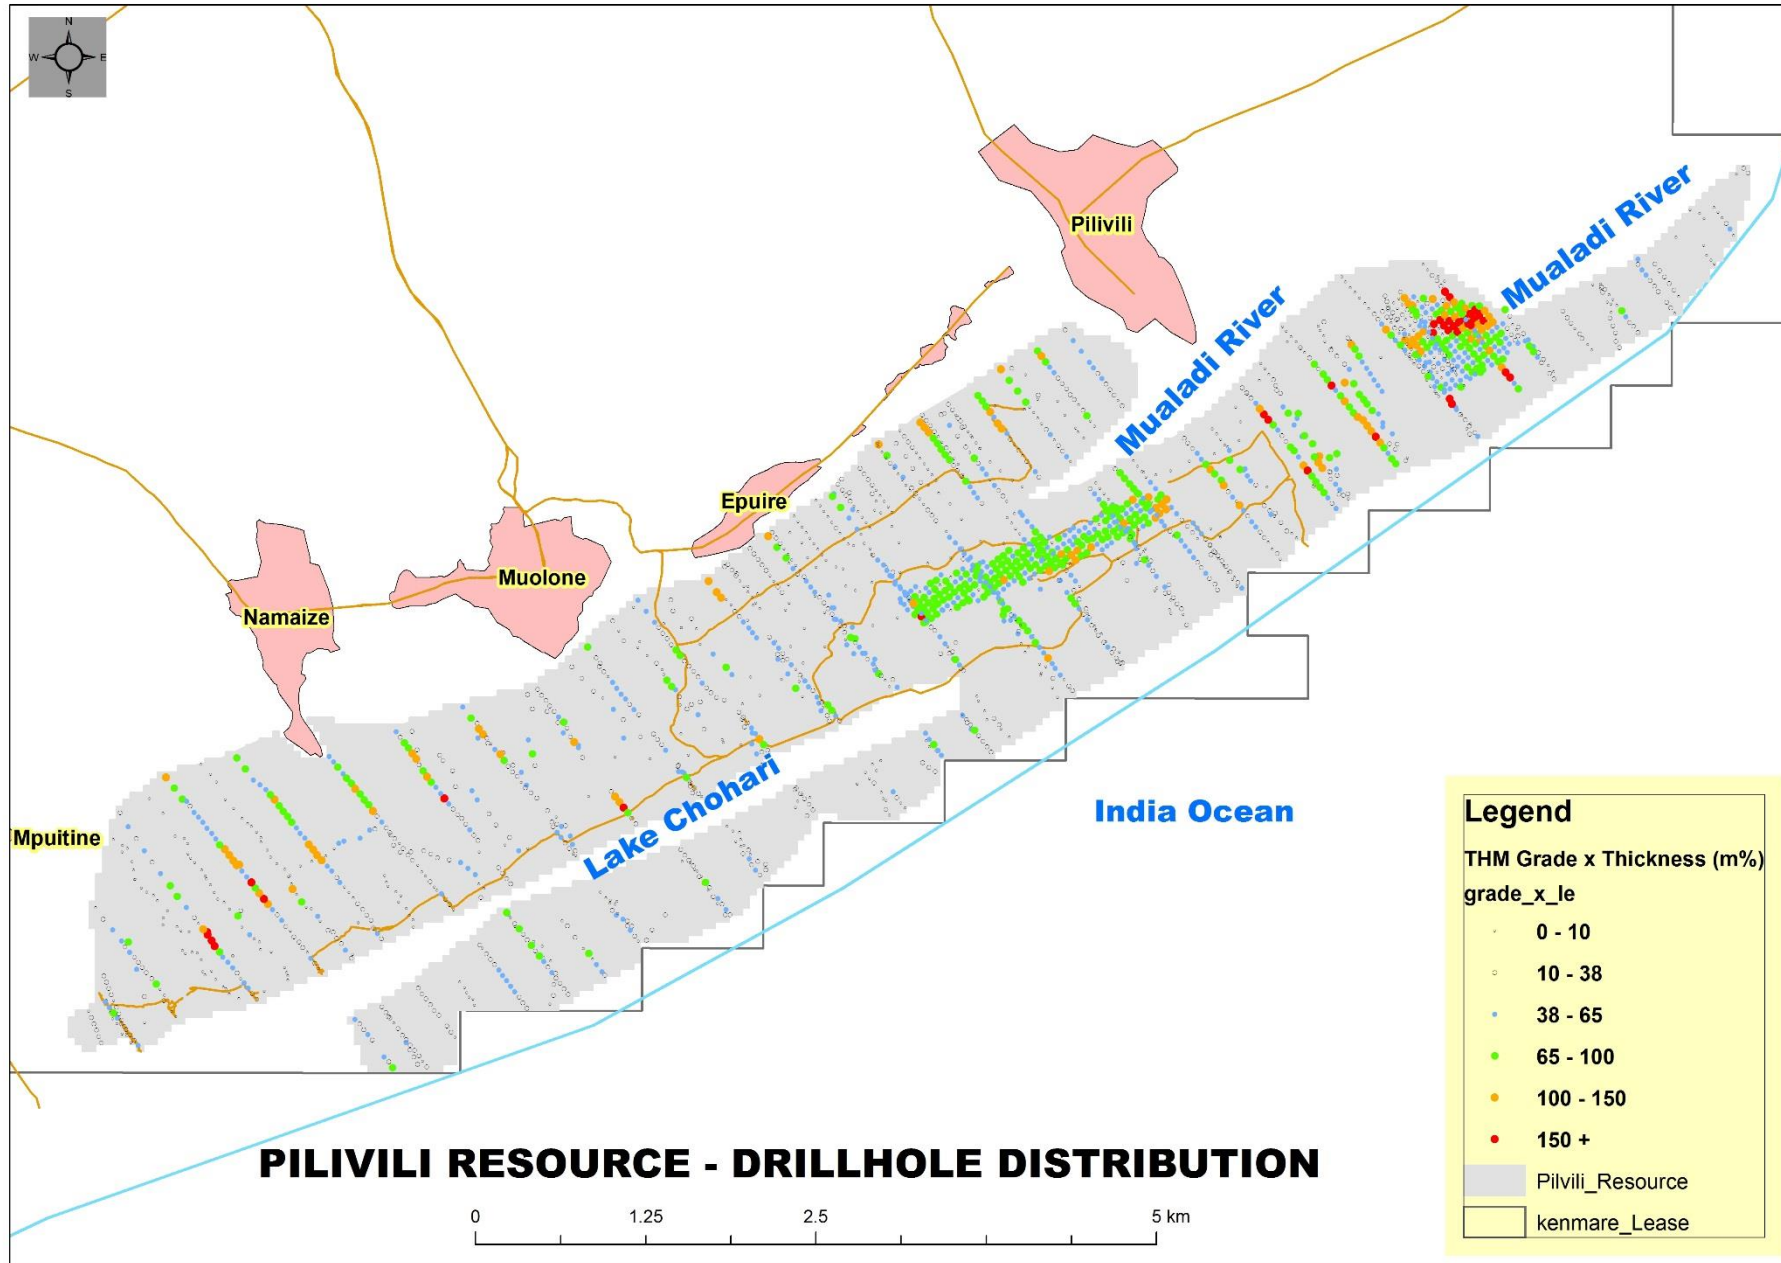 N
W
E
S
Pilivili
Mualadi River
Mualadi River
Epuire
Muolone
Namaize
Mpuitine
Lake Chohari
India Ocean
PILIVILI RESOURCE - DRILLHOLE DISTRIBUTION
0 1.25 2.5 5 km
Legend
THM Grade x Thickness (m%)
grade_x_le
0 - 10
10 - 38
38 - 65
65 - 100
100 - 150
150 +
Pilvili_Resource
kenmare_Lease